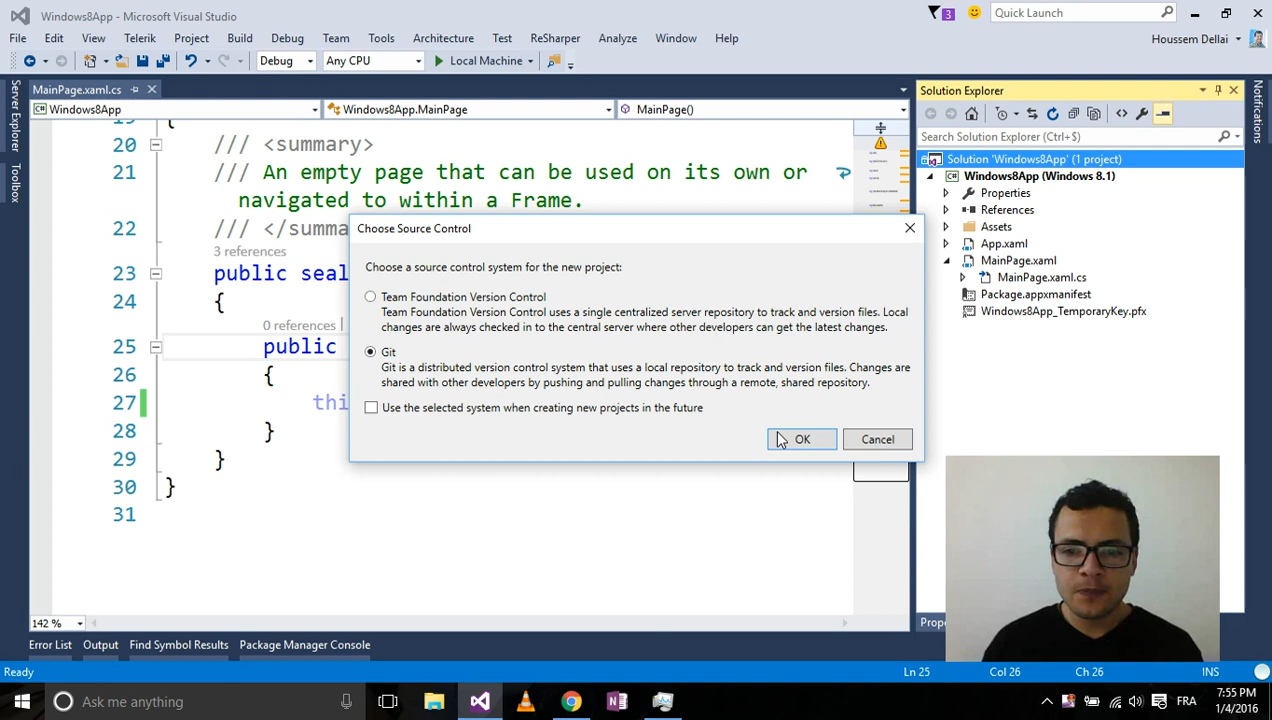 Windows8App - Microsoft Visual Studio
3
Quick Launch
File Edit View Telerik Project Build Debug Team Tools Architecture Test ReSharper Analyze Window Help
Houssem Dellai
Debug Any CPU Local Machine
MainPage.xaml.cs
Windows8App Windows8App.MainPage MainPage()
Server Explorer
Toolbox
20 /// <summary>
21 /// An empty page that can be used on its own or
navigated to within a Frame.
22 /// </summa
3 references
23 public seal
24 {
0 references |
25 public
26 {
27 thi
28 }
29 }
30 }
31
142 %
Choose Source Control
Choose a source control system for the new project:
Team Foundation Version Control
Team Foundation Version Control uses a single centralized server repository to track and version files. Local
changes are always checked in to the central server where other developers can get the latest changes.
Git
Git is a distributed version control system that uses a local repository to track and version files. Changes are
shared with other developers by pushing and pulling changes through a remote, shared repository.
Use the selected system when creating new projects in the future
OK Cancel
Solution Explorer
Search Solution Explorer (Ctrl+$)
Solution 'Windows8App' (1 project)
Windows8App (Windows 8.1)
Properties
References
Assets
App.xaml
MainPage.xaml
MainPage.xaml.cs
Package.appxmanifest
Windows8App_TemporaryKey.pfx
Prope
Notifications
Error List Output Find Symbol Results Package Manager Console
Ready Ln 25 Col 26 Ch 26 INS
Ask me anything
FRA
7:55 PM
1/4/2016